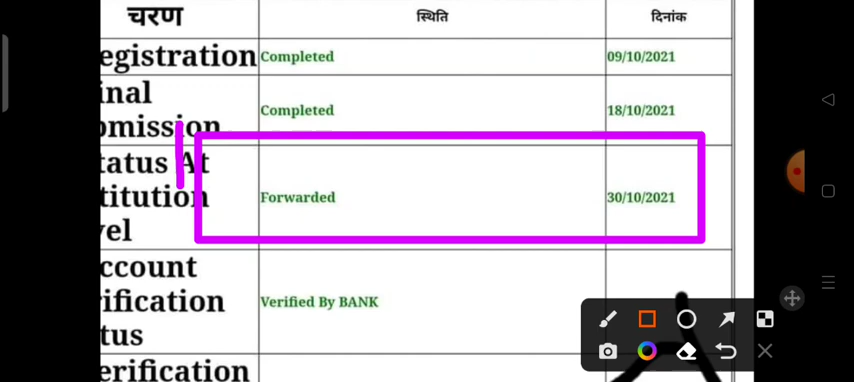 चरण स्थिति दिनांक
egistration Completed 09/10/2021
inal
omission Completed 18/10/2021
tatus At
titution Forwarded 30/10/2021
vel
ccount
ification Verified By BANK
tus
erification